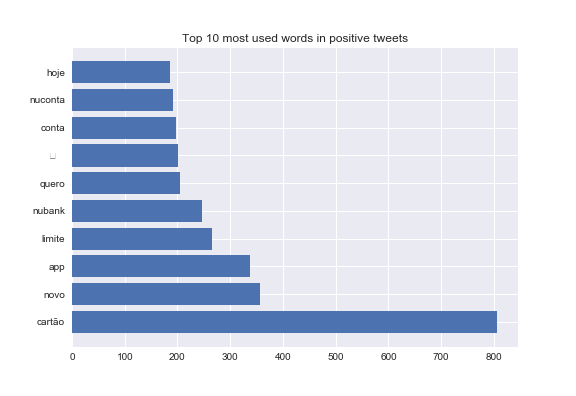 Top 10 most used words in positive tweets
hoje
nuconta
conta
quero
nubank
limite
app
novo
cartão
0 100 200 300 400 500 600 700 800